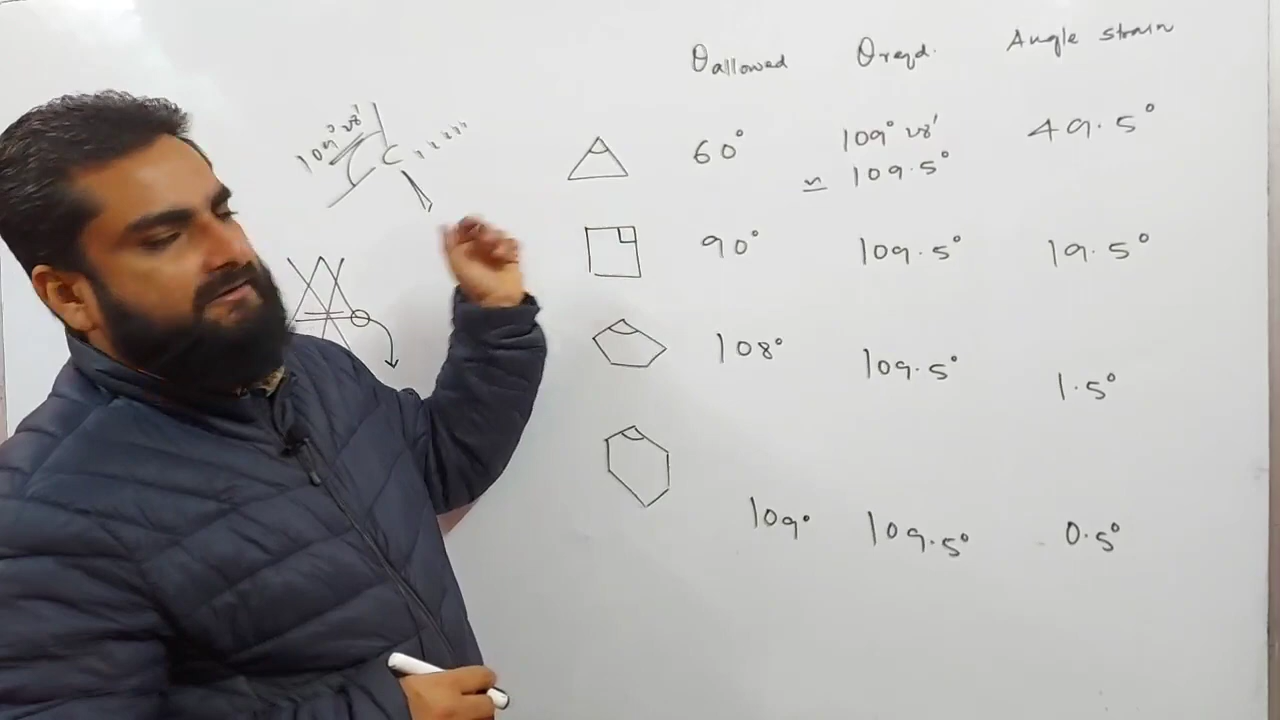 θallowed θreqd. Angle strain
109°28'
C
60° 109°28' 49.5°
≃ 109.5°
90° 109.5° 19.5°
108° 109.5° 1.5°
109° 109.5° 0.5°